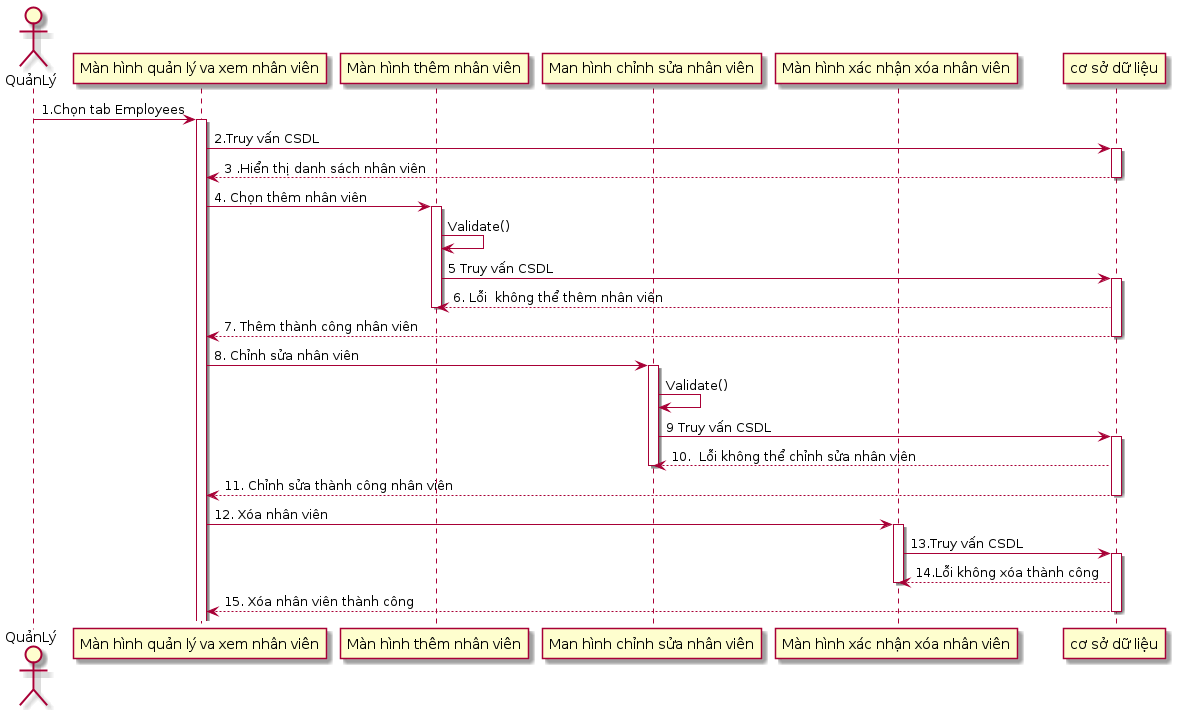 QuảnLý
Màn hình quản lý va xem nhân viên
Màn hình thêm nhân viên
Man hình chỉnh sửa nhân viên
Màn hình xác nhận xóa nhân viên
cơ sở dữ liệu
1.Chọn tab Employees
2.Truy vấn CSDL
3 .Hiển thị danh sách nhân viên
4. Chọn thêm nhân viên
Validate()
5 Truy vấn CSDL
6. Lỗi  không thể thêm nhân viên
7. Thêm thành công nhân viên
8. Chỉnh sửa nhân viên
Validate()
9 Truy vấn CSDL
10.  Lỗi không thể chỉnh sửa nhân viên
11. Chỉnh sửa thành công nhân viên
12. Xóa nhân viên
13.Truy vấn CSDL
14.Lỗi không xóa thành công
15. Xóa nhân viên thành công
QuảnLý
Màn hình quản lý va xem nhân viên
Màn hình thêm nhân viên
Man hình chỉnh sửa nhân viên
Màn hình xác nhận xóa nhân viên
cơ sở dữ liệu